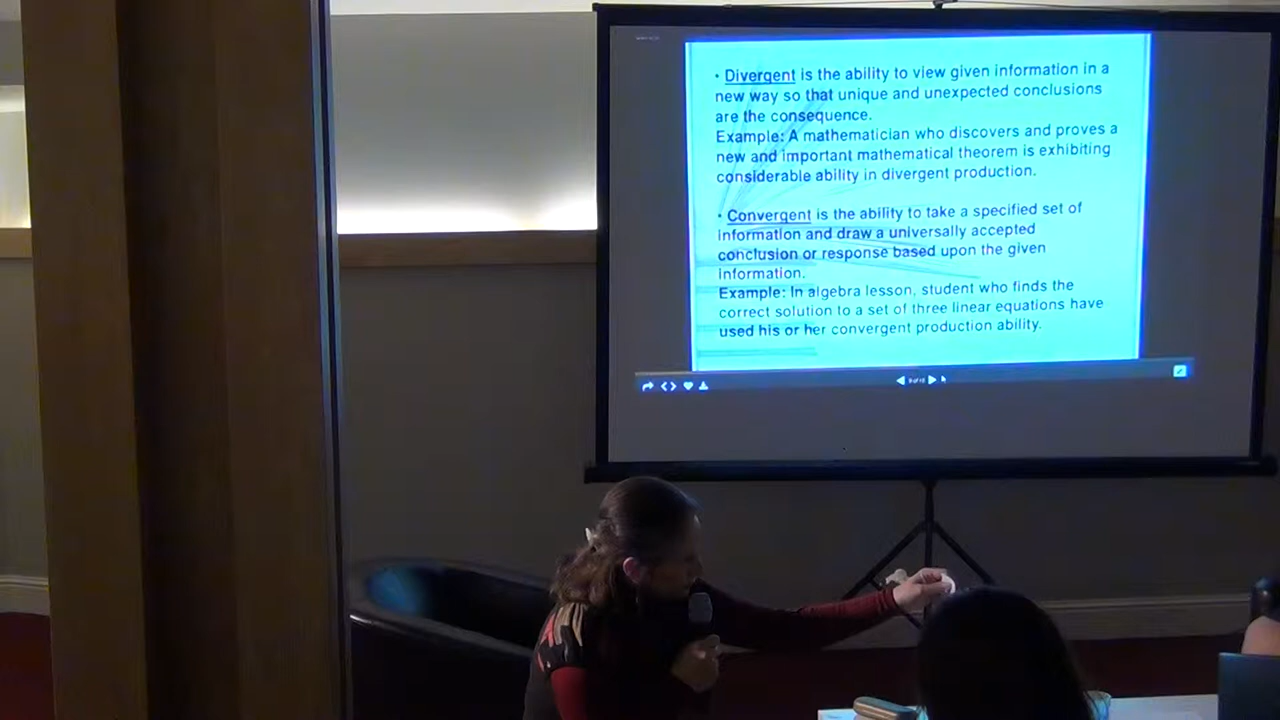 • Divergent is the ability to view given information in a
new way so that unique and unexpected conclusions
are the consequence.
Example: A mathematician who discovers and proves a
new and important mathematical theorem is exhibiting
considerable ability in divergent production.
• Convergent is the ability to take a specified set of
information and draw a universally accepted
conclusion or response based upon the given
information.
Example: In algebra lesson, student who finds the
correct solution to a set of three linear equations have
used his or her convergent production ability.